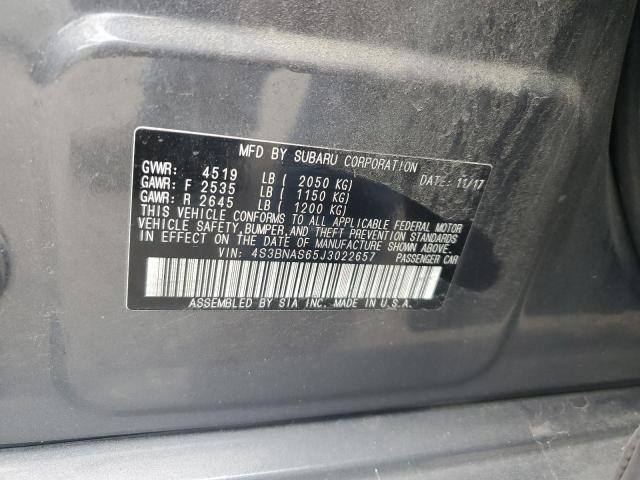 MFD BY SUBARU CORPORATION
GVWR: 4519 LB ( 2050 KG) DATE: 11/17
GAWR: F 2535 LB ( 1150 KG)
GAWR: R 2645 LB ( 1200 KG)
THIS VEHICLE CONFORMS TO ALL APPLICABLE FEDERAL MOTOR
VEHICLE SAFETY, BUMPER, AND THEFT PREVENTION STANDARDS
IN EFFECT ON THE DATE OF MANUFACTURE SHOWN ABOVE.
VIN: 4S3BNAS65J3022657 PASSENGER CAR
ASSEMBLED BY SIA INC. MADE IN U.S.A.